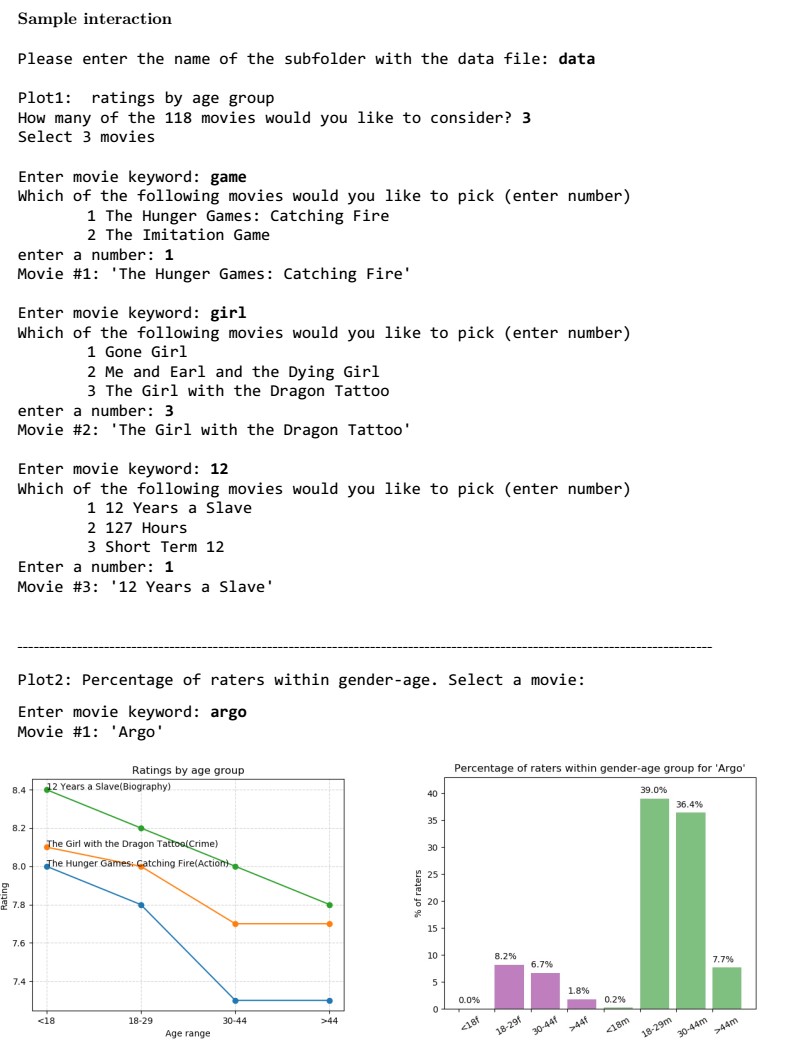 Sample interaction
Please enter the name of the subfolder with the data file: data
Plot1:  ratings by age group
How many of the 118 movies would you like to consider? 3
Select 3 movies
Enter movie keyword: game
Which of the following movies would you like to pick (enter number)
1 The Hunger Games: Catching Fire
2 The Imitation Game
enter a number: 1
Movie #1: 'The Hunger Games: Catching Fire'
Enter movie keyword: girl
Which of the following movies would you like to pick (enter number)
1 Gone Girl
2 Me and Earl and the Dying Girl
3 The Girl with the Dragon Tattoo
enter a number: 3
Movie #2: 'The Girl with the Dragon Tattoo'
Enter movie keyword: 12
Which of the following movies would you like to pick (enter number)
1 12 Years a Slave
2 127 Hours
3 Short Term 12
Enter a number: 1
Movie #3: '12 Years a Slave'
Plot2: Percentage of raters within gender-age. Select a movie:
Enter movie keyword: argo
Movie #1: 'Argo'
Ratings by age group
8.4
8.2
8.0
7.8
7.6
7.4
Rating
12 Years a Slave(Biography)
The Girl with the Dragon Tattoo(Crime)
The Hunger Games: Catching Fire(Action)
<18
18-29
30-44
>44
Age range
Percentage of raters within gender-age group for 'Argo'
40
35
30
25
20
15
10
5
0
% of raters
0.0%
8.2%
6.7%
1.8%
0.2%
39.0%
36.4%
7.7%
<18f
18-29f
30-44f
>44f
<18m
18-29m
30-44m
>44m